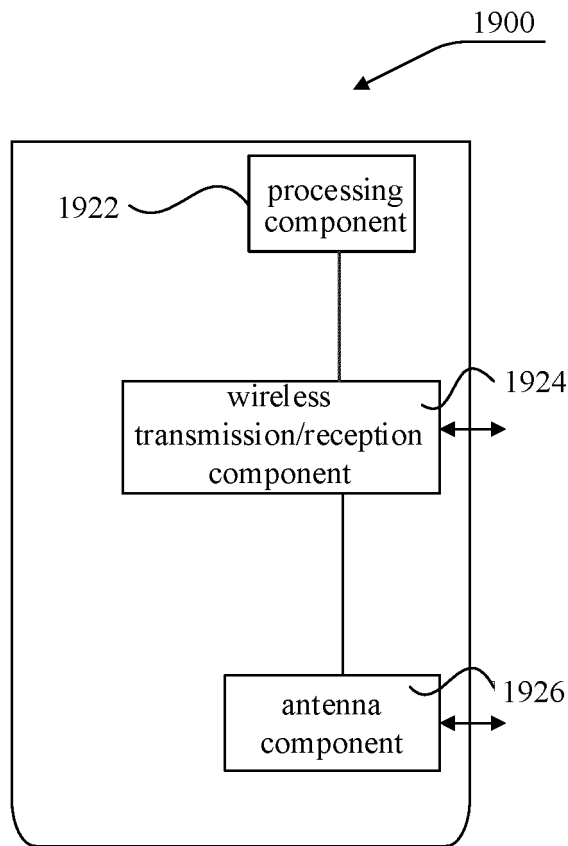 1900
processing
component
1922
wireless
transmission/reception
component
1924
antenna
component
1926